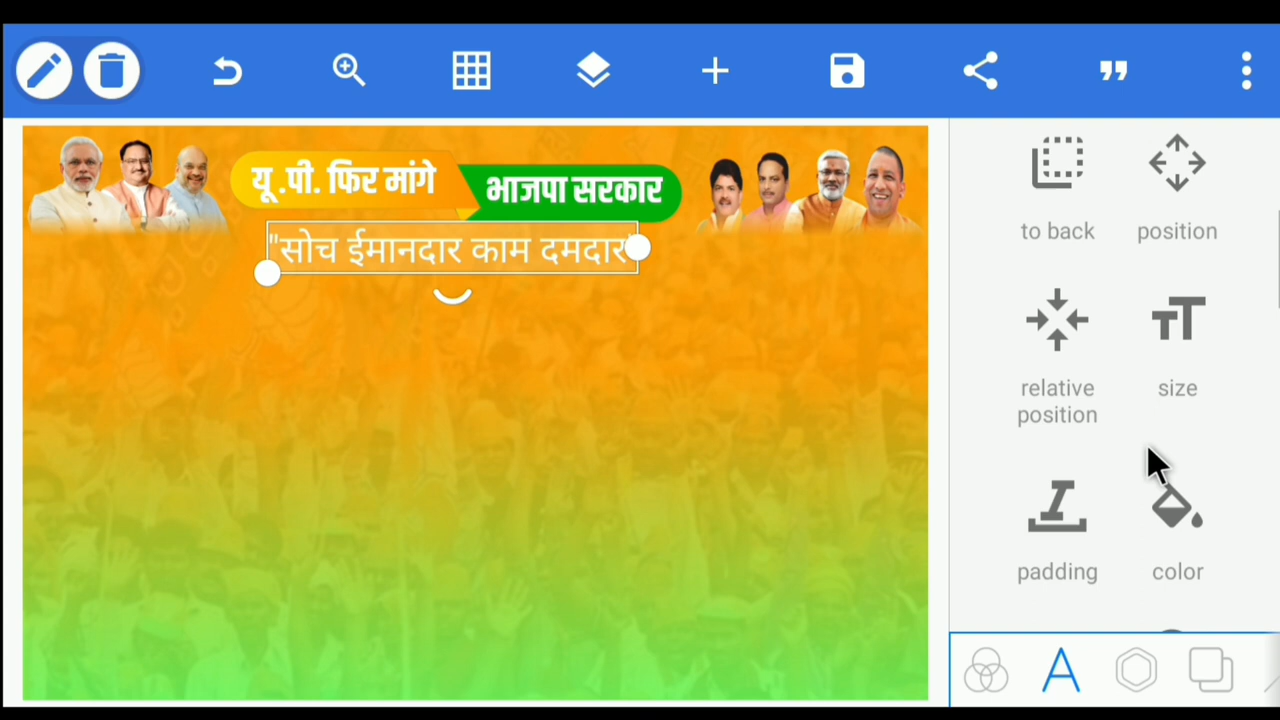 यू.पी. फिर मांगे
भाजपा सरकार
"सोच ईमानदार काम दमदार"
to back
position
relative
position
size
padding
color